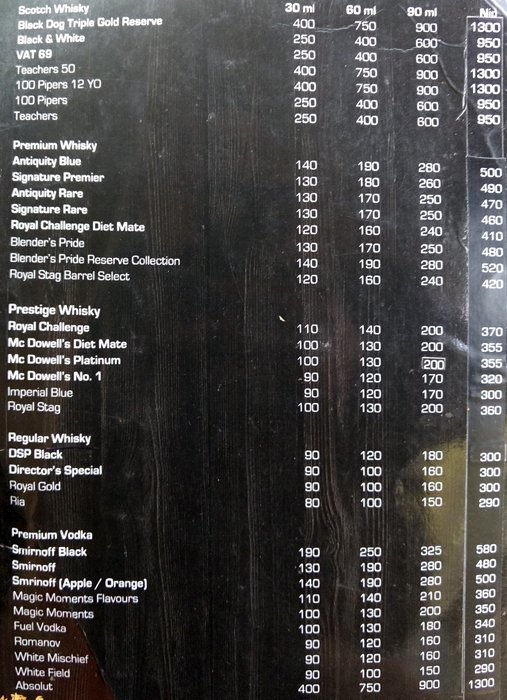 Scotch Whisky 30 ml 60 ml 90 ml Nip
Black Dog Triple Gold Reserve 400 750 900 1300
Black & White 250 400 600 950
VAT 69 250 400 600 950
Teachers 50 400 750 900 1300
100 Pipers 12 YO 400 750 900 1300
100 Pipers 250 400 600 950
Teachers 250 400 600 950
Premium Whisky
Antiquity Blue 140 190 280 500
Signature Premier 130 180 260 490
Antiquity Rare 130 170 250 470
Signature Rare 130 170 250 460
Royal Challenge Diet Mate 120 160 240 410
Blender's Pride 130 170 250 480
Blender's Pride Reserve Collection 140 190 280 520
Royal Stag Barrel Select 120 160 240 420
Prestige Whisky
Royal Challenge 110 140 200 370
Mc Dowell's Diet Mate 100 130 200 355
Mc Dowell's Platinum 100 130 200 355
Mc Dowell's No. 1 90 120 170 320
Imperial Blue 90 120 170 300
Royal Stag 100 130 200 360
Regular Whisky
DSP Black 90 120 180 300
Director's Special 90 100 160 300
Royal Gold 90 100 160 300
Ria 80 100 150 290
Premium Vodka
Smirnoff Black 190 250 325 580
Smirnoff 130 190 280 480
Smrinoff (Apple / Orange) 140 190 280 500
Magic Moments Flavours 110 140 210 360
Magic Moments 100 130 200 350
Fuel Vodka 100 130 180 340
Romanov 90 120 160 310
White Mischief 90 120 160 310
White Field 90 100 150 290
Absolut 400 750 900 1300